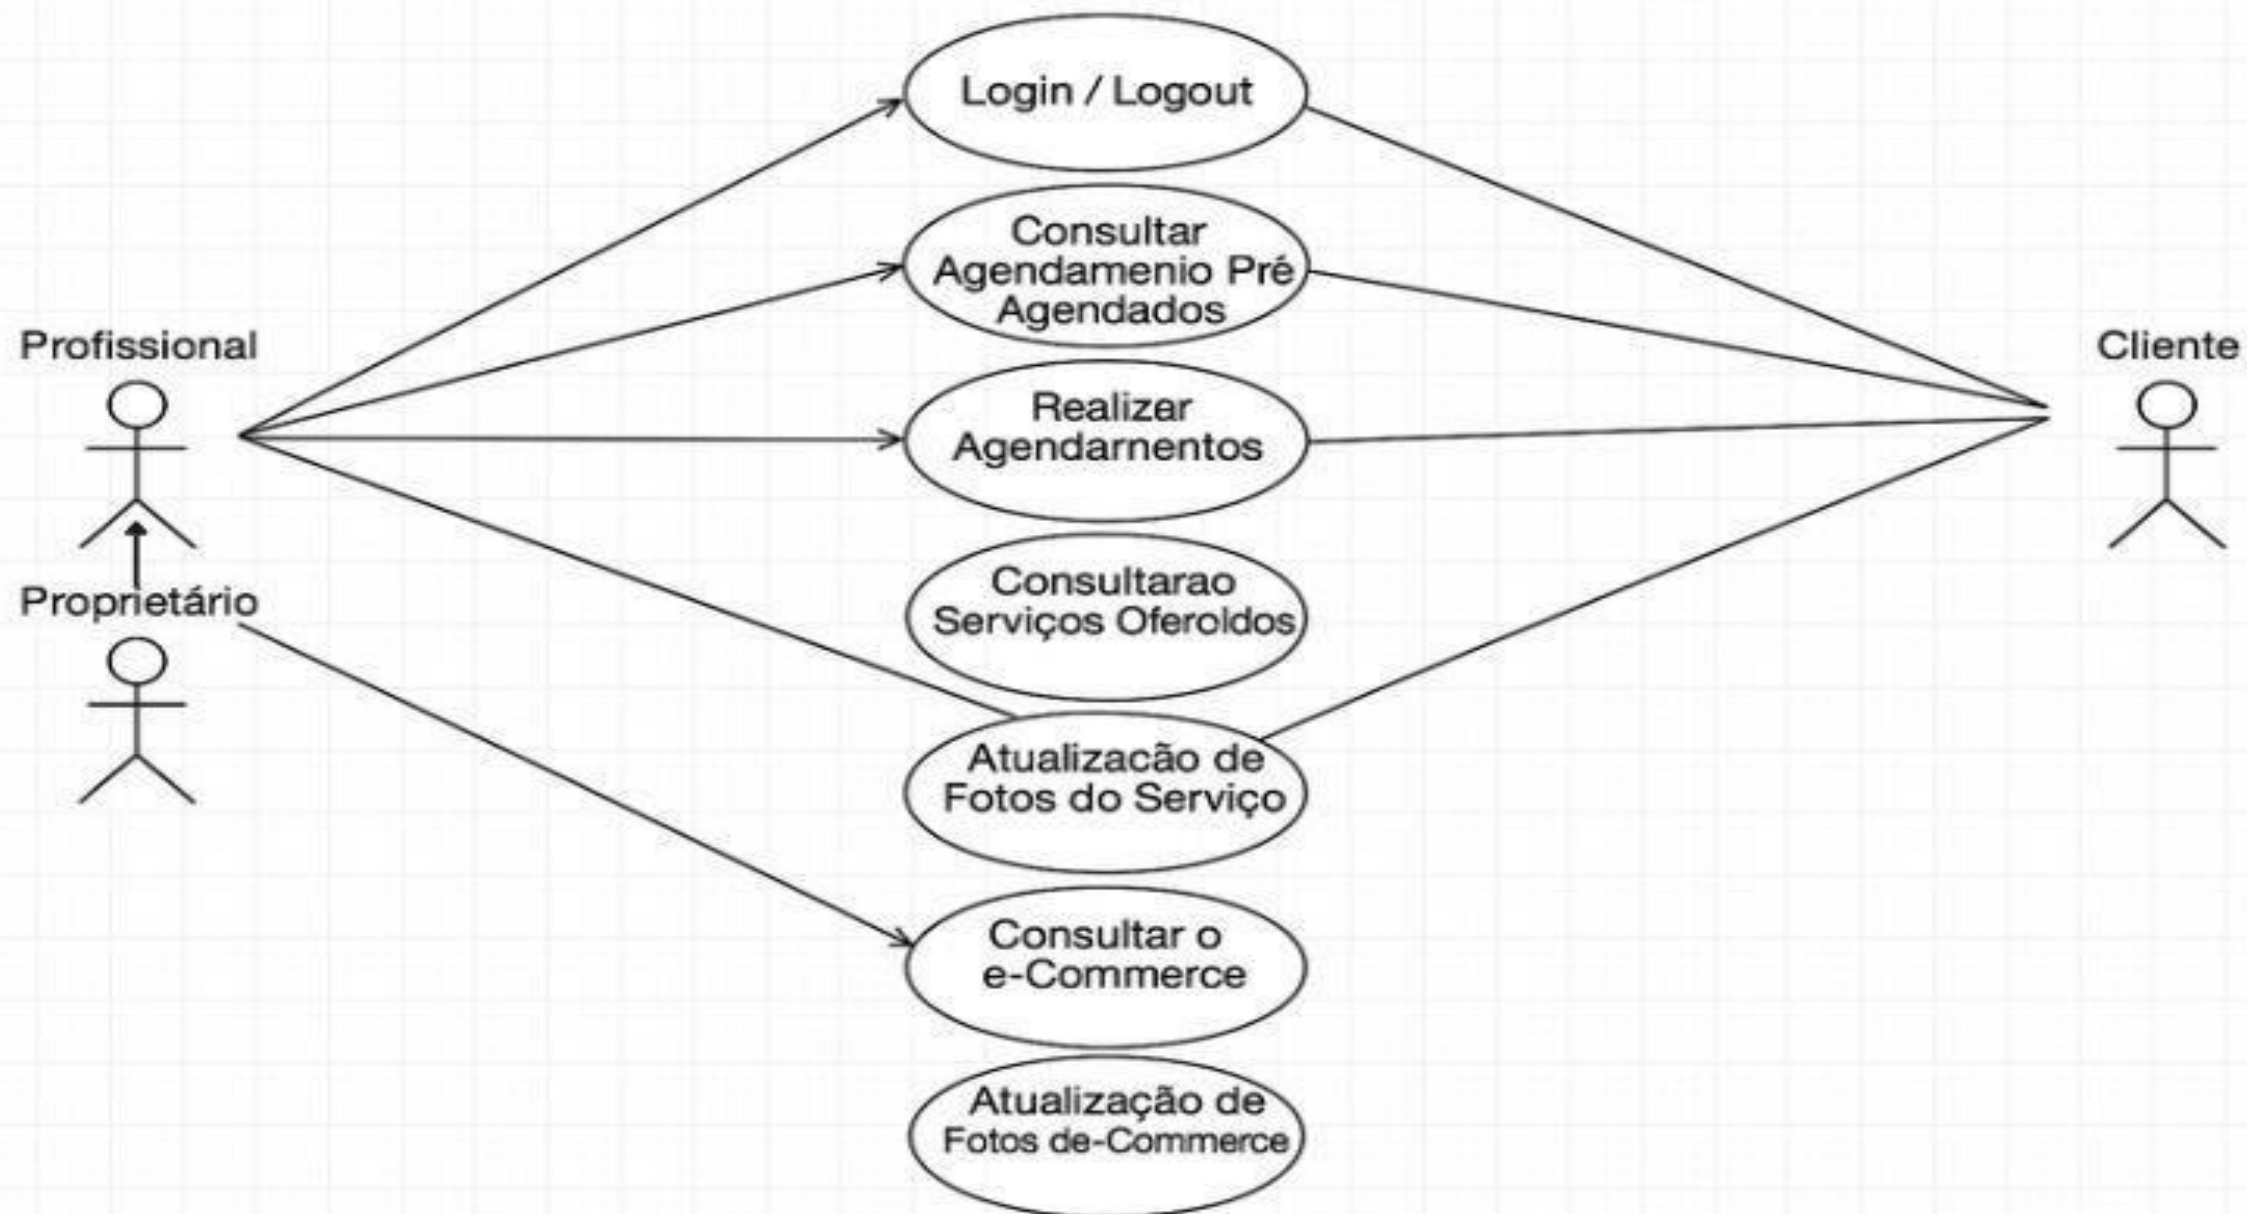 Login / Logout
Consultar
Agendamenio Pré
Agendados
Profissional
Cliente
Realizer
Agendarnentos
Consultarao
Serviços Oferoldos
Proprietário
Atualizacão de
Fotos do Serviço
Consultar o
e-Commerce
Atualização de
Fotos de-Commerce